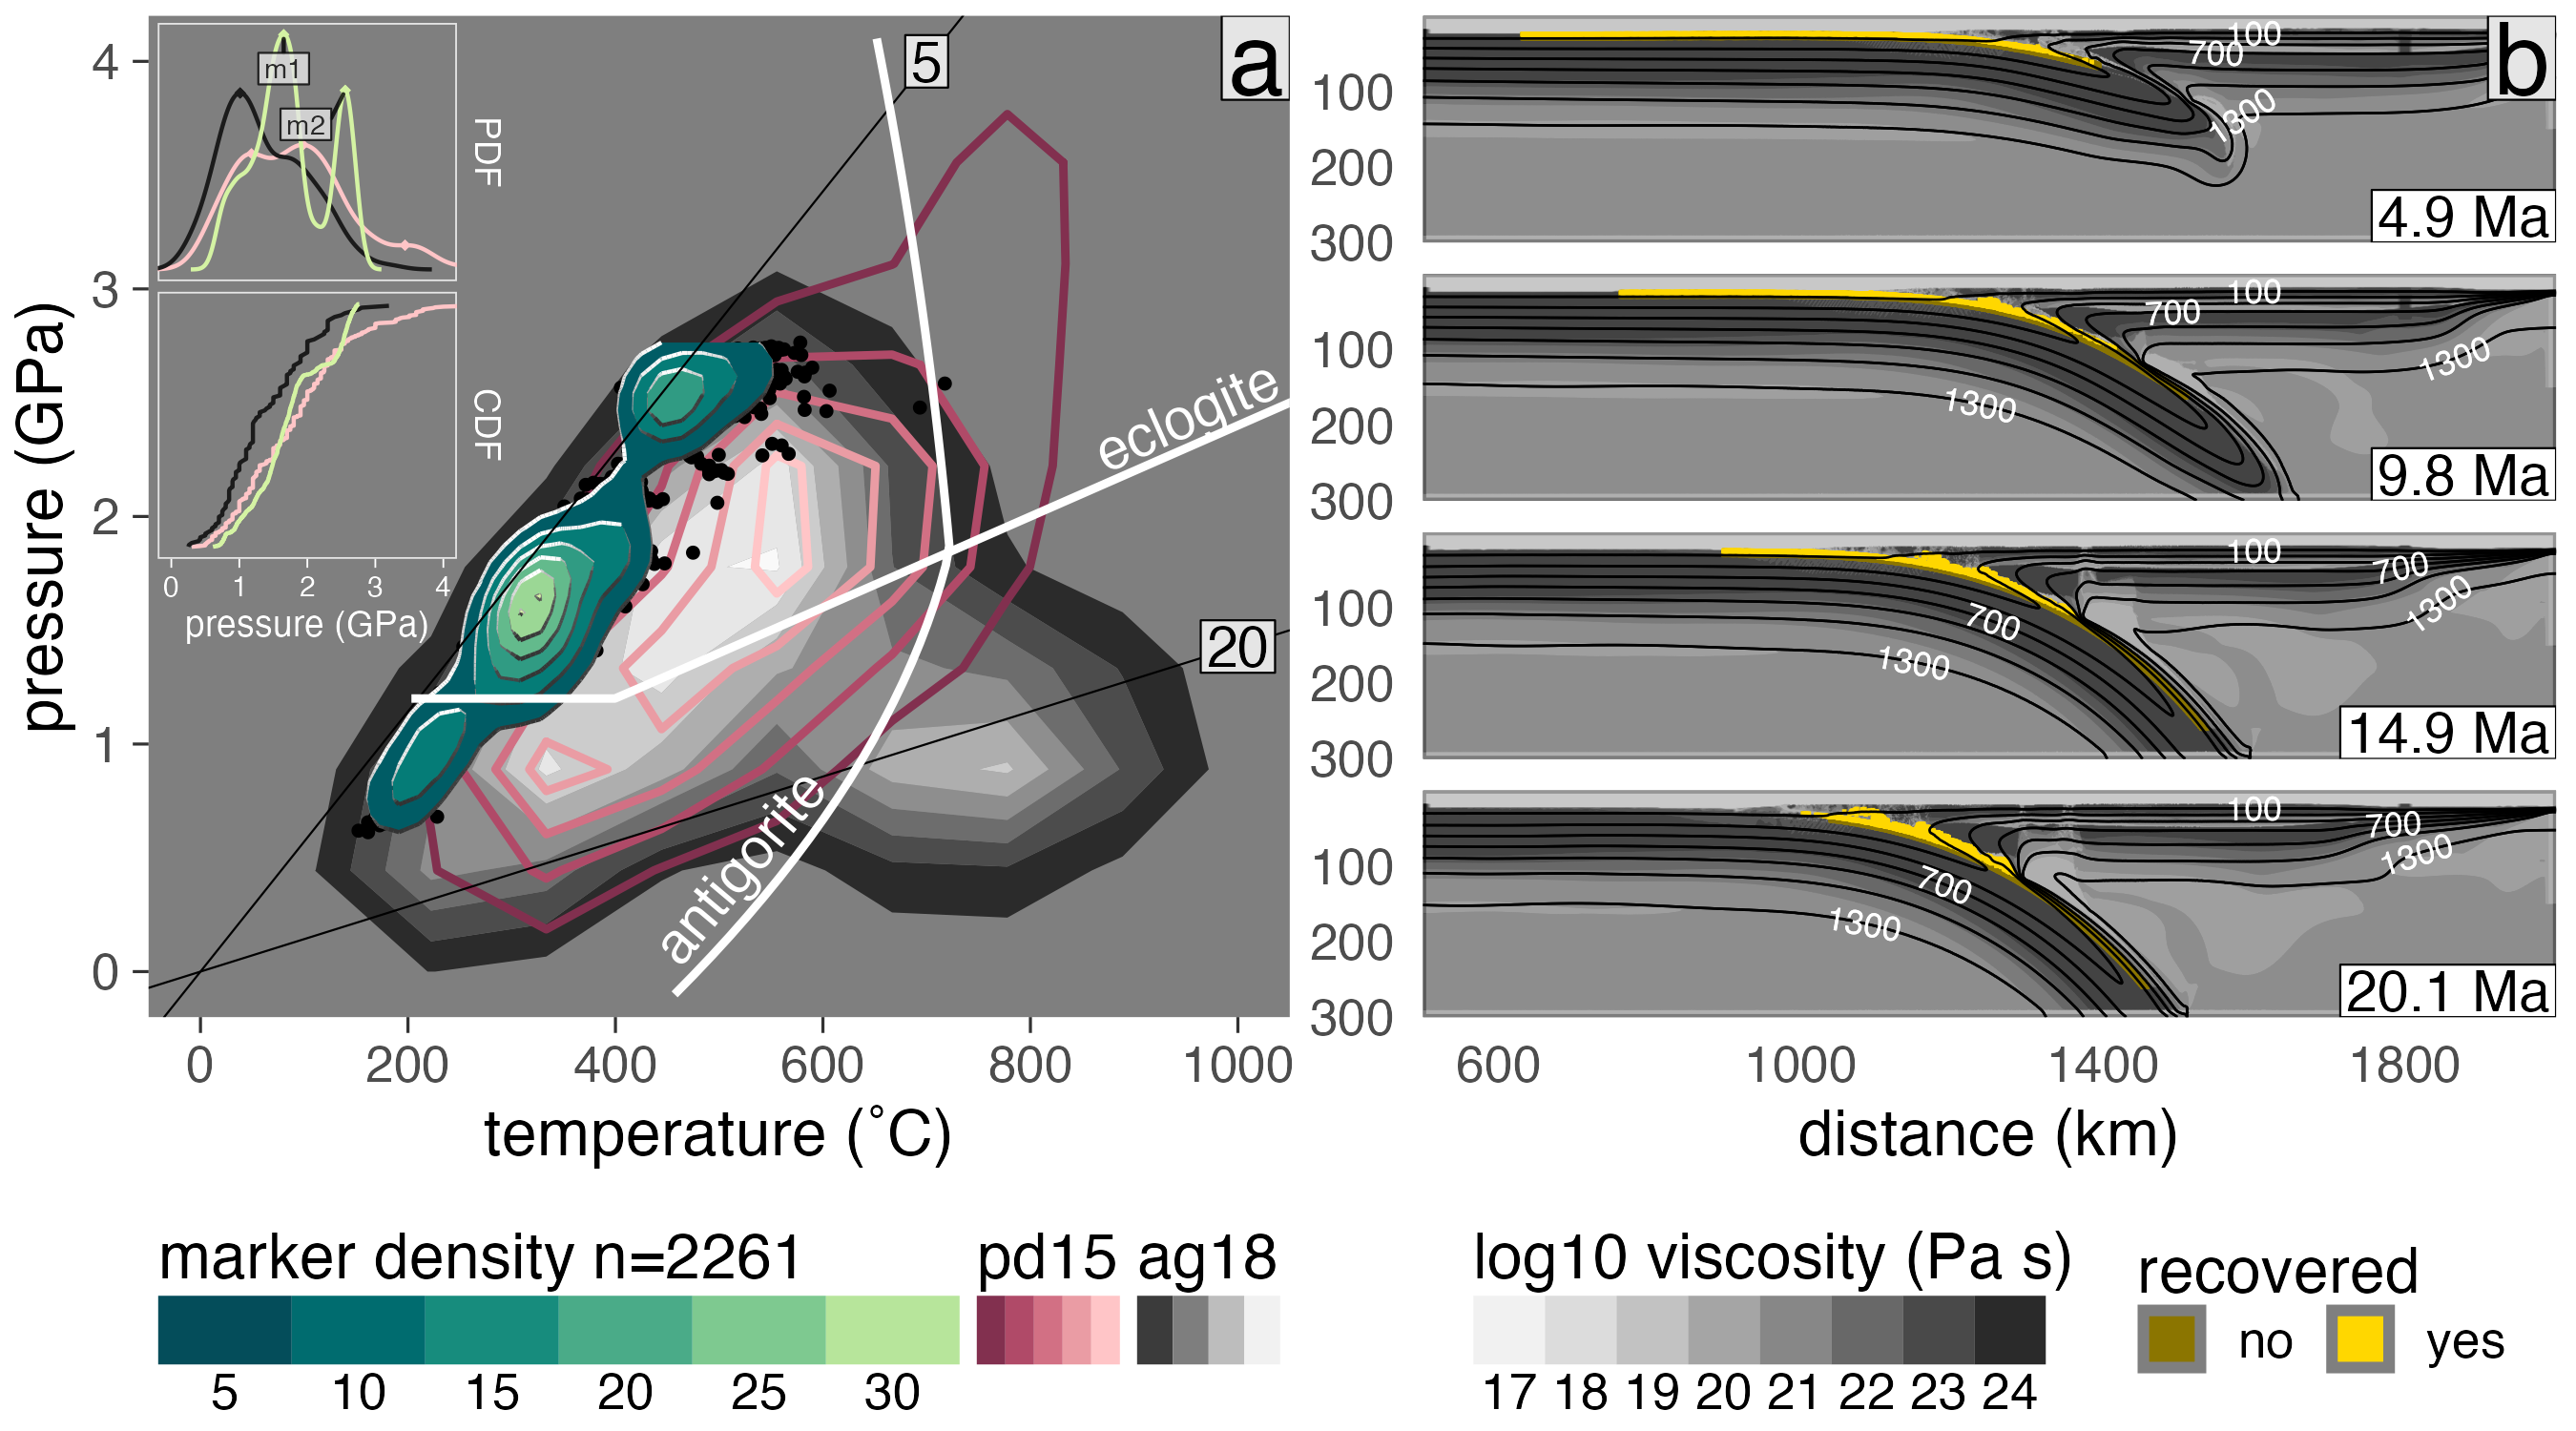 a
5
20
m1
m2
PDF
CDF
0 1 2 3 4
pressure (GPa)
eclogite
antigorite
4
3
2
1
0
pressure (GPa)
0 200 400 600 800 1000
temperature (°C)
b
100
700
1300
100
200
300
4.9 Ma
100
700
1300
1300
100
200
300
9.8 Ma
100
700
1300
700
1300
100
200
300
14.9 Ma
100
700
1300
700
1300
100
200
300
20.1 Ma
600 1000 1400 1800
distance (km)
marker density n=2261
5 10 15 20 25 30
pd15 ag18
log10 viscosity (Pa s)
17 18 19 20 21 22 23 24
recovered
no yes